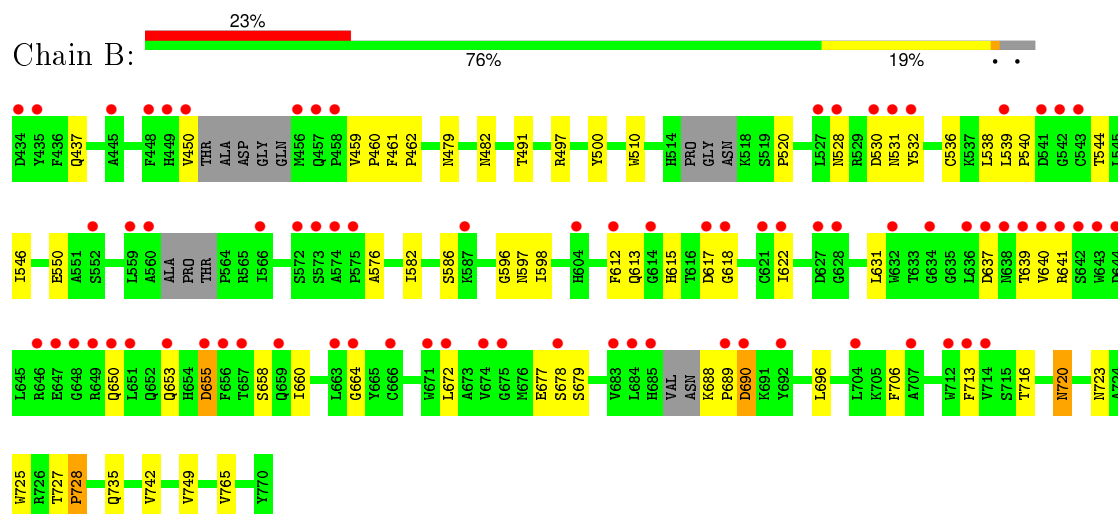 23%
Chain B:
76%
19%
• •
D434 Y435 F436 Q437 A445 F448 H449 V450 THR ALA ASP GLY GLN M456 Q457 P458 V459 P460 F461 P462 N479 N482 T491 R497 Y500 W510 H514 PRO GLY ASN K518 S519 P520 L527 N528 R529 D530 N531 Y532 C536 K537 L538 L539 P540 D541 G542 C543 T544 L545
I546 E550 A551 S552 L559 A560 ALA PRO THR P564 R565 I566 S572 S573 A574 P575 A576 I582 S586 K587 G596 N597 I598 H604 F612 Q613 G614 H615 T616 D617 G618 C621 I622 D627 G628 L631 W632 T633 G634 G635 L636 D637 N638 T639 V640 R641 S642 W643
L645 R646 E647 G648 R649 Q650 L651 Q652 Q653 H654 D655 F656 T657 S658 Q659 I660 L663 G664 Y665 C666 W671 L672 A673 V674 G675 M676 E677 S678 S679 V683 L684 H685 VAL ASN K688 P689 D690 K691 Y692 L696 L704 K705 F706 A707 W712 F713 V714 S715 T716 N720 N723
W725 R726 T727 P728 Q735 V742 V749 V765 Y770